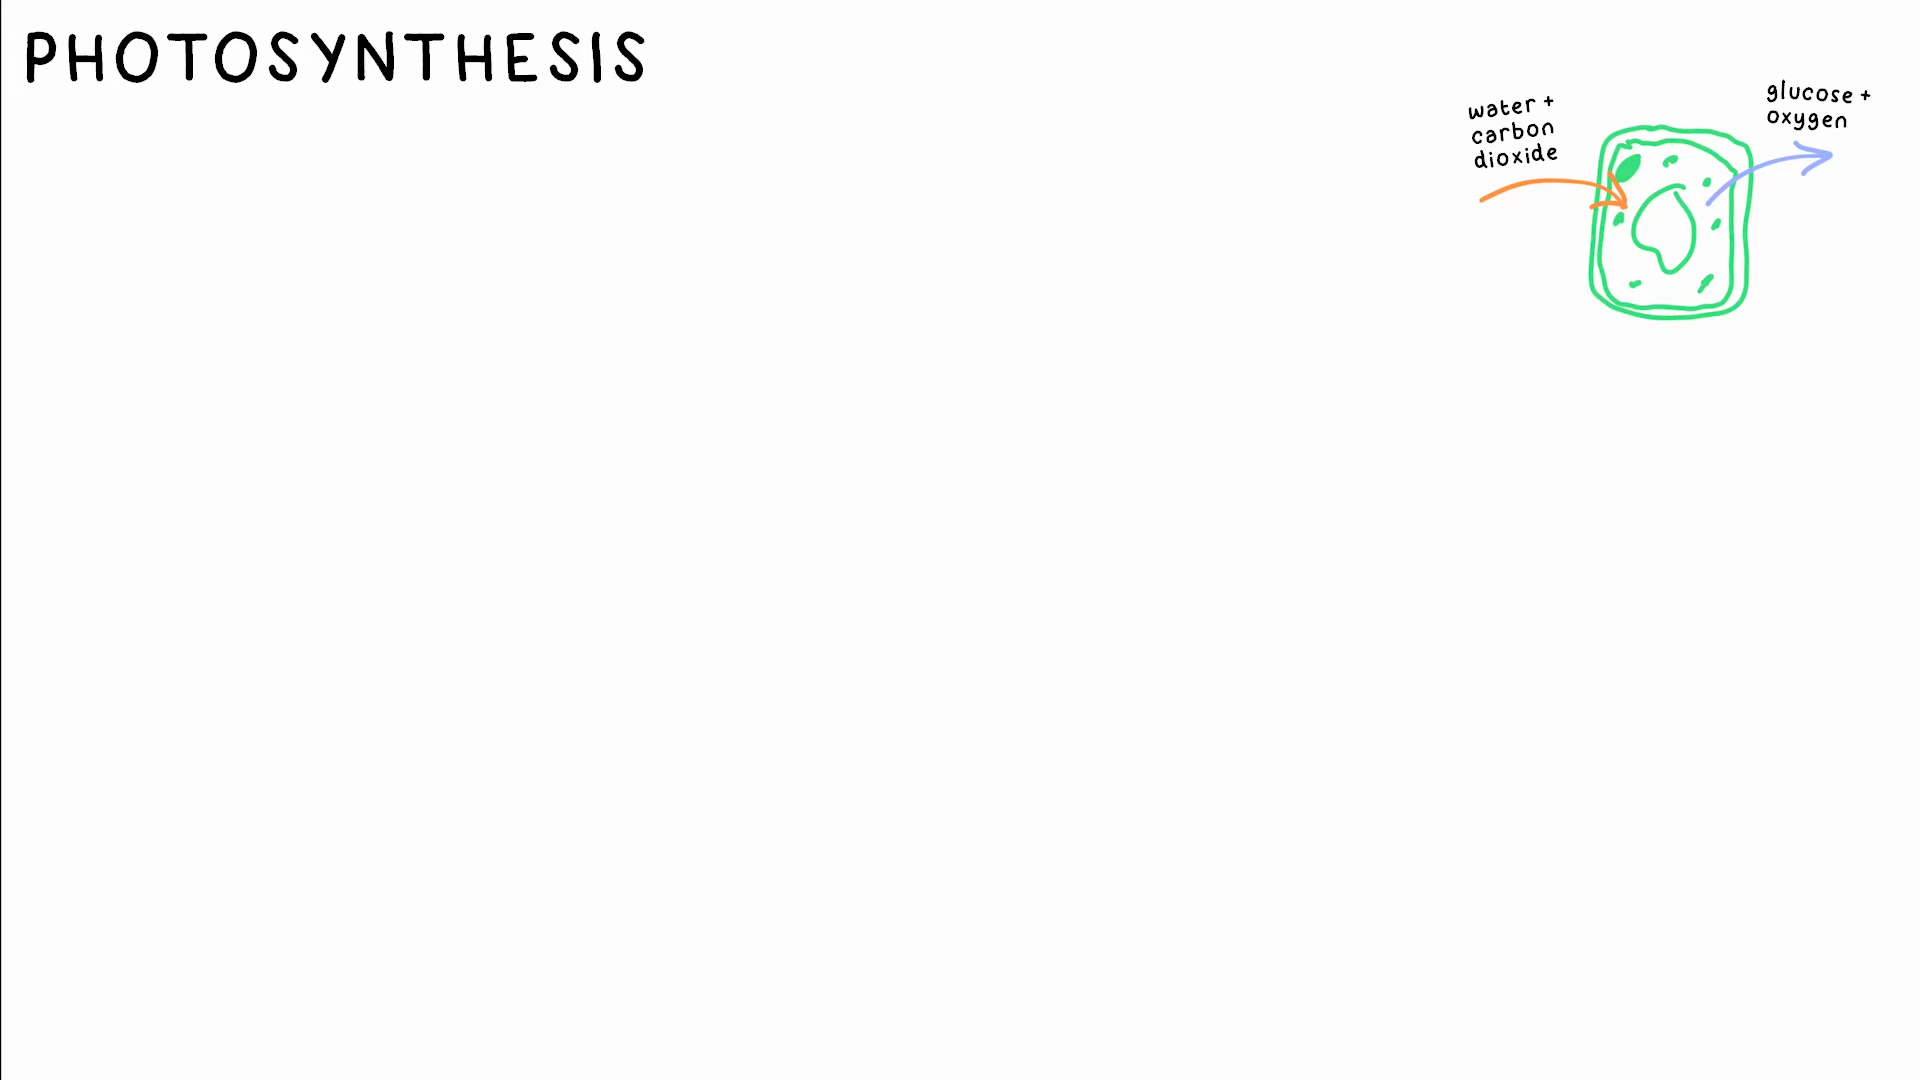 PHOTOSYNTHESIS
water +
carbon
dioxide
glucose +
oxygen